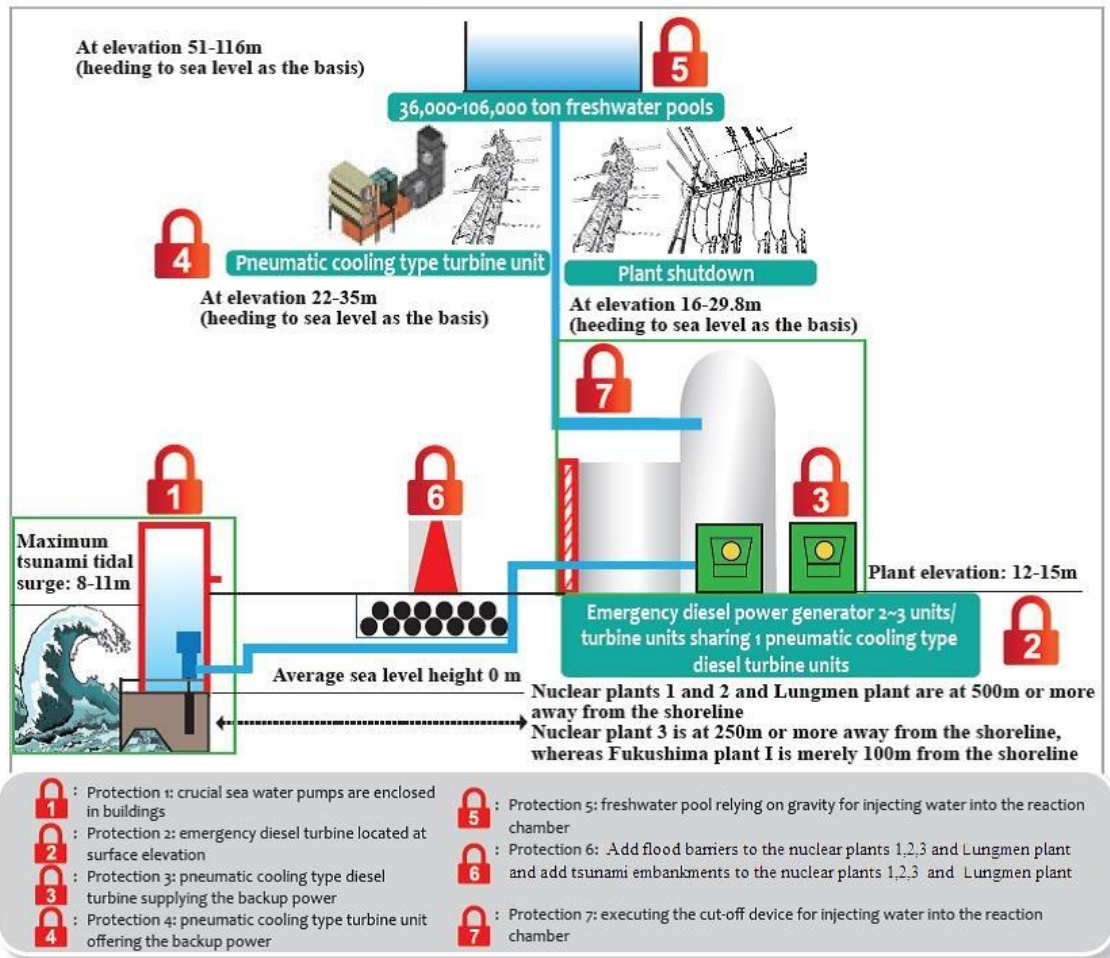 At elevation 51-116m
(heeding to sea level as the basis)
5
36,000-106,000 ton freshwater pools
4
Pneumatic cooling type turbine unit
Plant shutdown
At elevation 22-35m
(heeding to sea level as the basis)
At elevation 16-29.8m
(heeding to sea level as the basis)
7
1
6
3
Maximum
tsunami tidal
surge: 8-11m
Plant elevation: 12-15m
Emergency diesel power generator 2~3 units/
turbine units sharing 1 pneumatic cooling type
diesel turbine units
2
Average sea level height 0 m
Nuclear plants 1 and 2 and Lungmen plant are at 500m or more
away from the shoreline
Nuclear plant 3 is at 250m or more away from the shoreline,
whereas Fukushima plant I is merely 100m from the shoreline
1 : Protection 1: crucial sea water pumps are enclosed
in buildings
2 : Protection 2: emergency diesel turbine located at
surface elevation
3 : Protection 3: pneumatic cooling type diesel
turbine supplying the backup power
4 : Protection 4: pneumatic cooling type turbine unit
offering the backup power
5 : Protection 5: freshwater pool relying on gravity for injecting water into the reaction
chamber
6 : Protection 6: Add flood barriers to the nuclear plants 1,2,3 and Lungmen plant
and add tsunami embankments to the nuclear plants 1,2,3 and Lungmen plant
7 : Protection 7: executing the cut-off device for injecting water into the reaction
chamber